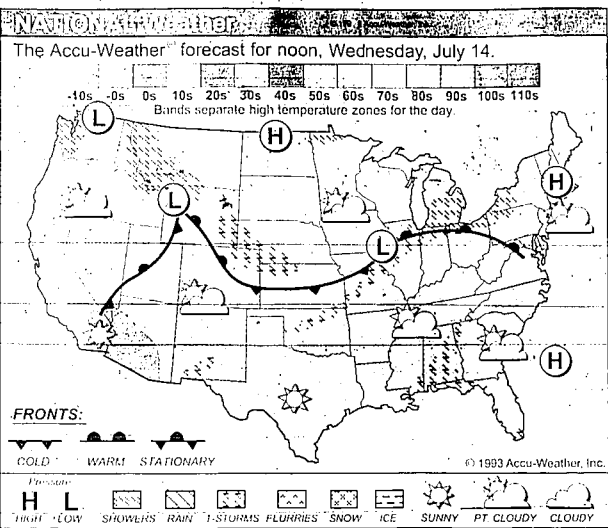 NATIONAL Weather
The Accu-Weather® forecast for noon, Wednesday, July 14.
-10s -0s 0s 10s 20s 30s 40s 50s 60s 70s 80s 90s 100s 110s
Bands separate high temperature zones for the day.
L
H
H
L
L
H
FRONTS:
COLD WARM STATIONARY
© 1993 Accu-Weather, Inc.
Pressure
H L
HIGH LOW SHOWERS RAIN T-STORMS FLURRIES SNOW ICE SUNNY PT. CLOUDY CLOUDY